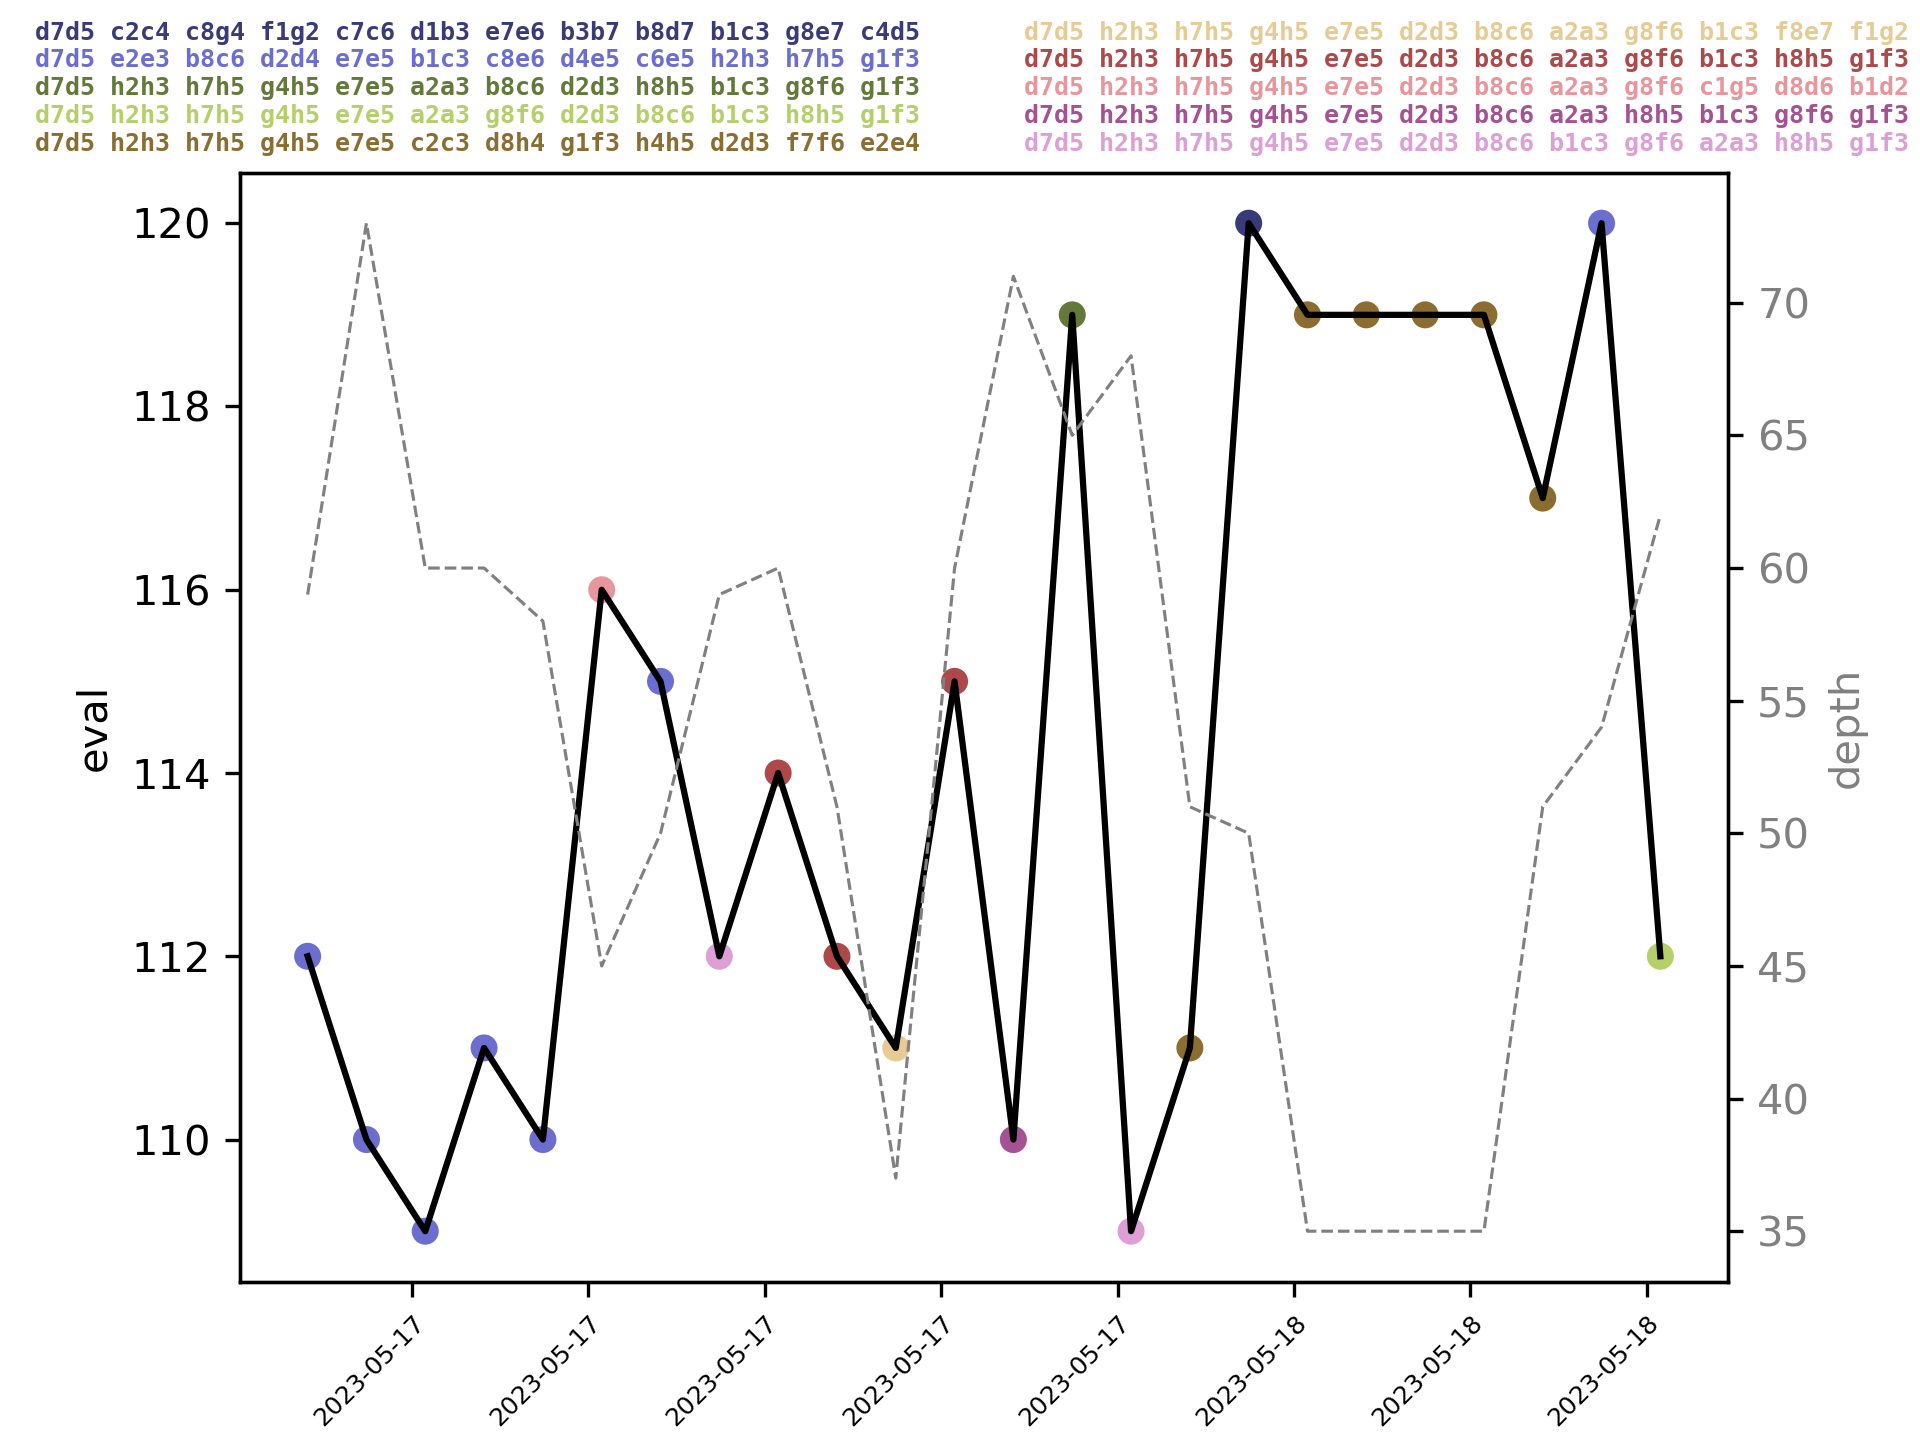 d7d5 c2c4 c8g4 f1g2 c7c6 d1b3 e7e6 b3b7 b8d7 b1c3 g8e7 c4d5
d7d5 e2e3 b8c6 d2d4 e7e5 b1c3 c8e6 d4e5 c6e5 h2h3 h7h5 g1f3
d7d5 h2h3 h7h5 g4h5 e7e5 a2a3 b8c6 d2d3 h8h5 b1c3 g8f6 g1f3
d7d5 h2h3 h7h5 g4h5 e7e5 a2a3 g8f6 d2d3 b8c6 b1c3 h8h5 g1f3
d7d5 h2h3 h7h5 g4h5 e7e5 c2c3 d8h4 g1f3 h4h5 d2d3 f7f6 e2e4
d7d5 h2h3 h7h5 g4h5 e7e5 d2d3 b8c6 a2a3 g8f6 b1c3 f8e7 f1g2
d7d5 h2h3 h7h5 g4h5 e7e5 d2d3 b8c6 a2a3 g8f6 b1c3 h8h5 g1f3
d7d5 h2h3 h7h5 g4h5 e7e5 d2d3 b8c6 a2a3 g8f6 c1g5 d8d6 b1d2
d7d5 h2h3 h7h5 g4h5 e7e5 d2d3 b8c6 a2a3 h8h5 b1c3 g8f6 g1f3
d7d5 h2h3 h7h5 g4h5 e7e5 d2d3 b8c6 b1c3 g8f6 a2a3 h8h5 g1f3
eval
120
118
116
114
112
110
70
65
60
55
50
45
40
35
depth
2023-05-17
2023-05-17
2023-05-17
2023-05-17
2023-05-17
2023-05-18
2023-05-18
2023-05-18